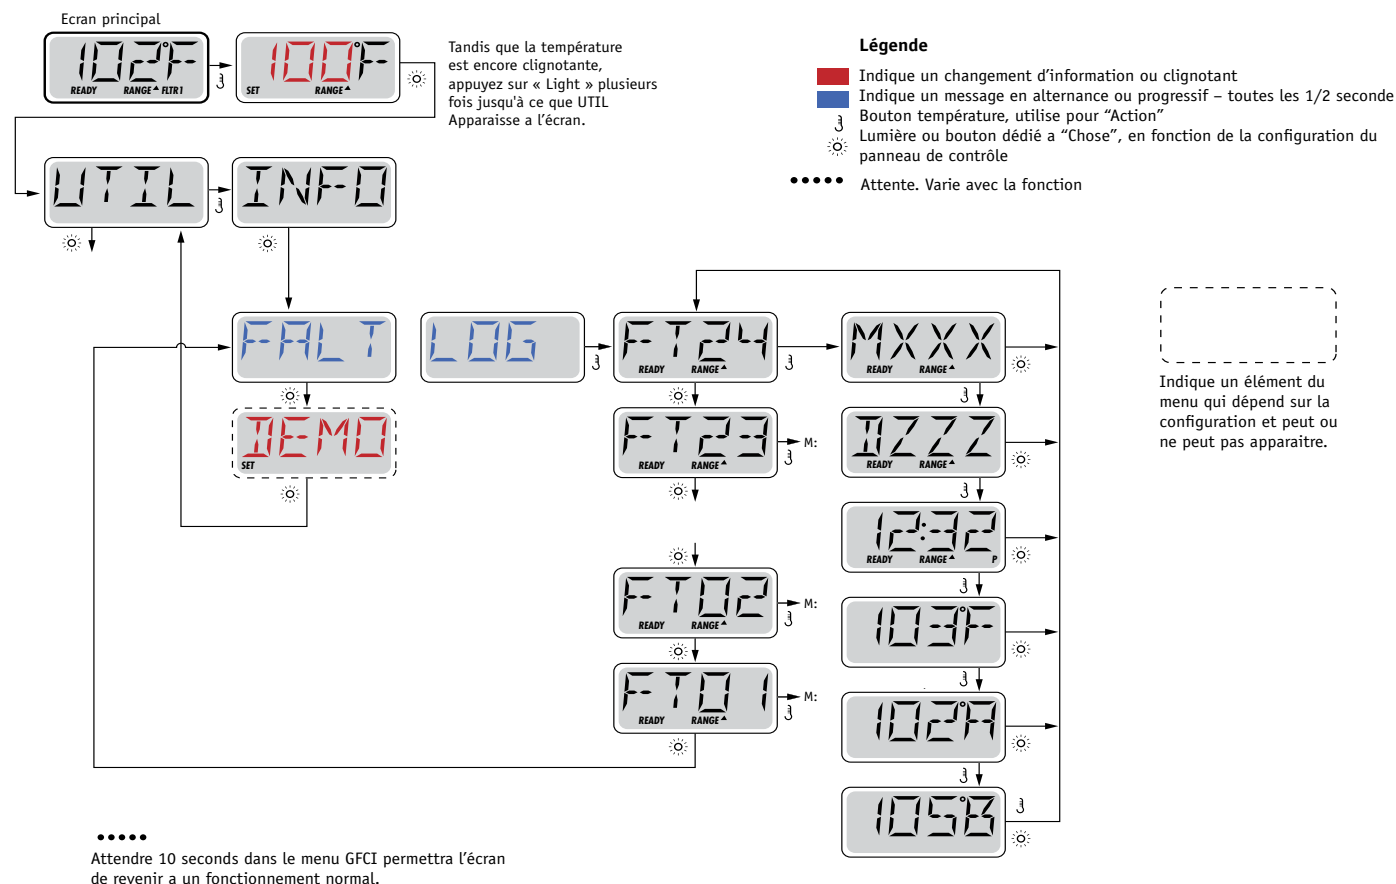 Ecran principal
102°F
READY RANGE FLTR1
100°F
SET RANGE
Tandis que la température
est encore clignotante,
appuyez sur « Light » plusieurs
fois jusqu'à ce que UTIL
Apparaisse a l’écran.
Légende
Indique un changement d’information ou clignotant
Indique un message en alternance ou progressif – toutes les 1/2 seconde
Bouton température, utilise pour “Action”
Lumière ou bouton dédié a “Chose”, en fonction de la configuration du
panneau de contrôle
Attente. Varie avec la fonction
UTIL
INFO
FALT
LOG
FT24
READY RANGE
MXXX
READY RANGE
DEMO
SET
FT23
READY RANGE
M:
DZZZ
READY RANGE
12:32
READY RANGE P
FT02
READY RANGE
M:
103°F
FT01
READY RANGE
M:
102°A
105°B
Indique un élément du
menu qui dépend sur la
configuration et peut ou
ne peut pas apparaitre.
Attendre 10 seconds dans le menu GFCI permettra l’écran
de revenir a un fonctionnement normal.